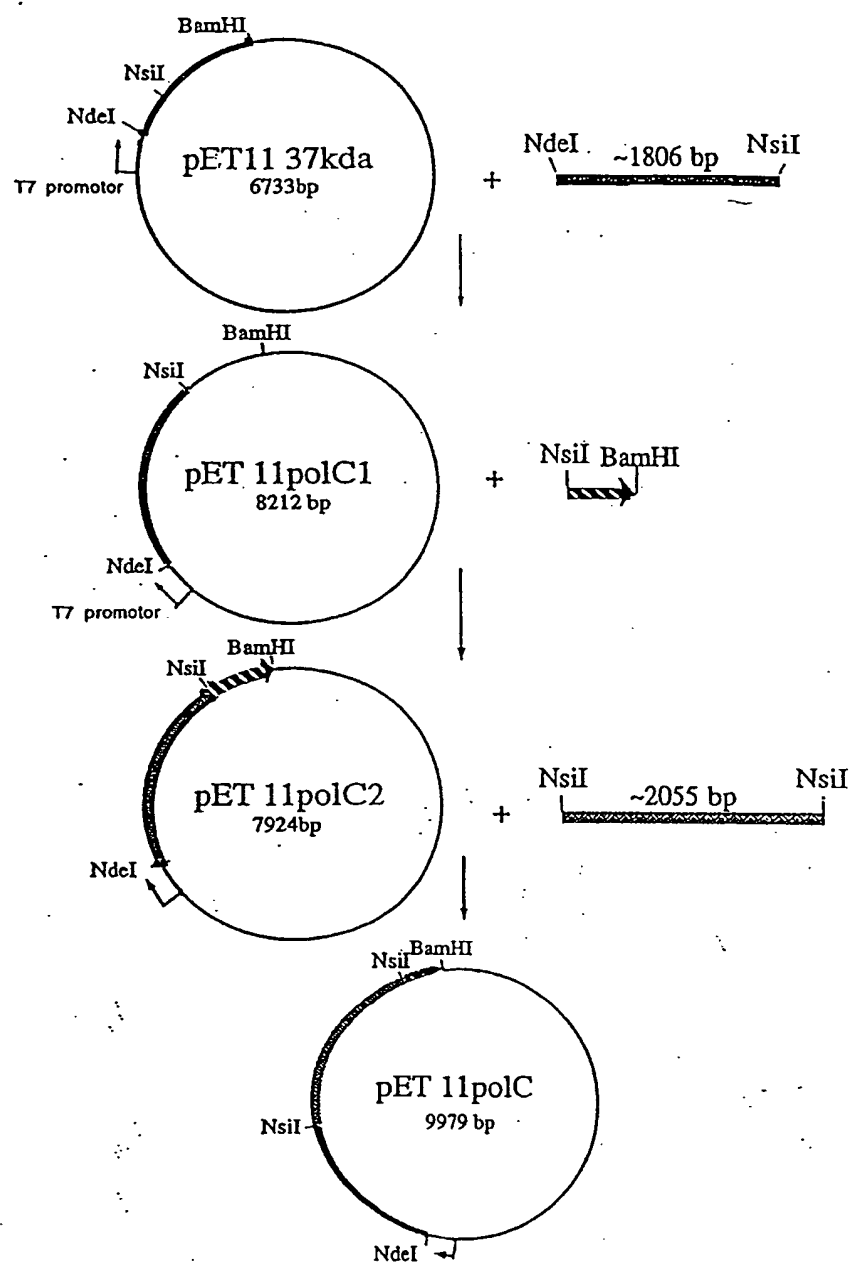 BamHI
NsiI
NdeI
T7 promotor
pET11 37kda
6733bp
+
NdeI ~1806 bp NsiI
BamHI
NsiI
pET 11polC1
8212 bp
NdeI
T7 promotor
+
NsiI BamHI
BamHI
NsiI
pET 11polC2
7924bp
NdeI
+
NsiI ~2055 bp NsiI
NsiI BamHI
pET 11polC
9979 bp
NsiI
NdeI